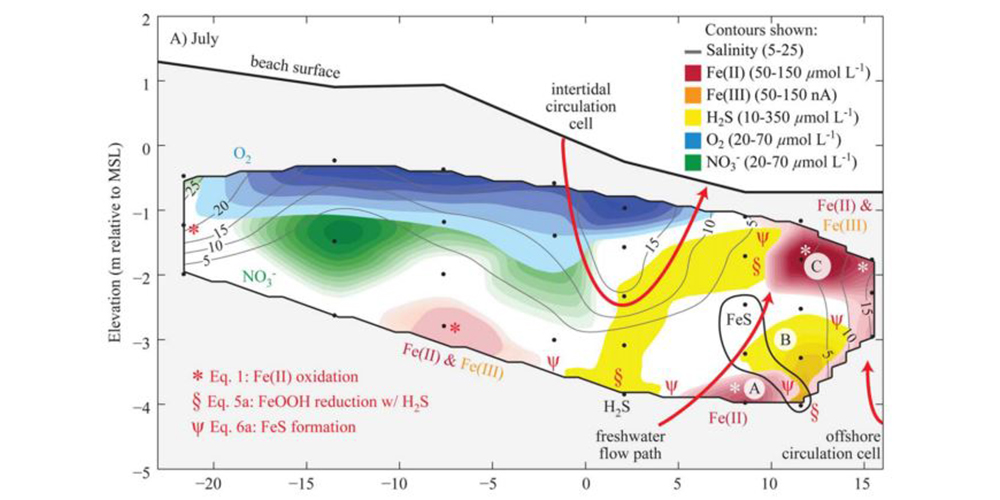 A) July
beach surface
intertidal
circulation
cell
Contours shown:
Salinity (5-25)
Fe(II) (50-150 µmol L⁻¹)
Fe(III) (50-150 nA)
H₂S (10-350 µmol L⁻¹)
O₂ (20-70 µmol L⁻¹)
NO₃⁻ (20-70 µmol L⁻¹)
Elevation (m relative to MSL)
2
1
0
−1
−2
−3
−4
−5
O₂
25
20
15
10
5
NO₃⁻
15
10
5
Fe(II) &
Fe(III)
C
FeS
B
A
15
10
5
Fe(II) & Fe(III)
* Eq. 1: Fe(II) oxidation
§ Eq. 5a: FeOOH reduction w/ H₂S
ψ Eq. 6a: FeS formation
* * * * *
ψ ψ ψ ψ ψ
§ § §
H₂S
Fe(II)
freshwater
flow path
offshore
circulation cell
−20 −15 −10 −5 0 5 10 15